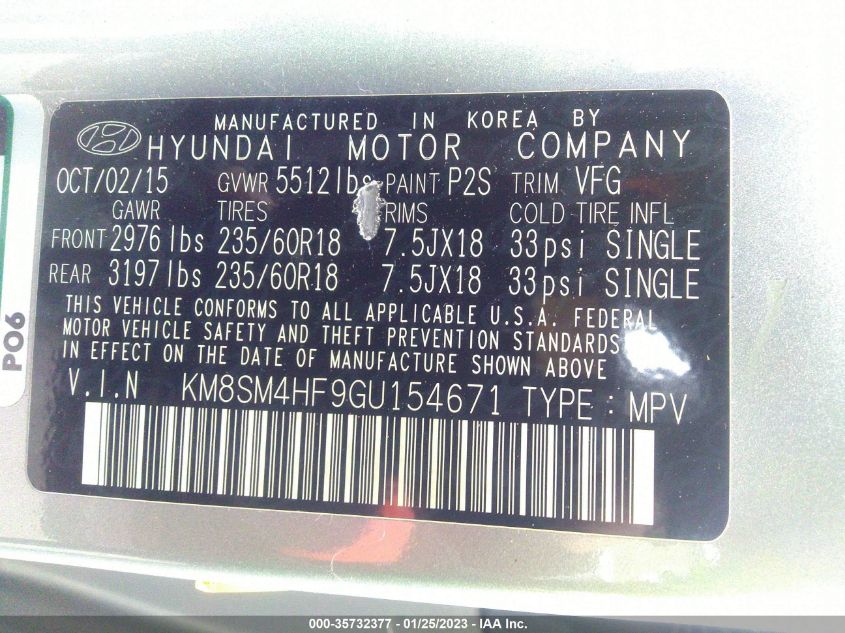 MANUFACTURED IN KOREA BY
HYUNDAI MOTOR COMPANY
OCT/02/15 GVWR 5512lbs PAINT P2S TRIM VFG
GAWR TIRES RIMS COLD TIRE INFL
FRONT 2976lbs 235/60R18 7.5JX18 33psi SINGLE
REAR 3197lbs 235/60R18 7.5JX18 33psi SINGLE
THIS VEHICLE CONFORMS TO ALL APPLICABLE U.S.A. FEDERAL
MOTOR VEHICLE SAFETY AND THEFT PREVENTION STANDARDS
IN EFFECT ON THE DATE OF MANUFACTURE SHOWN ABOVE
V.I.N KM8SM4HF9GU154671 TYPE : MPV
PO6
000-35732377 - 01/25/2023 - IAA Inc.